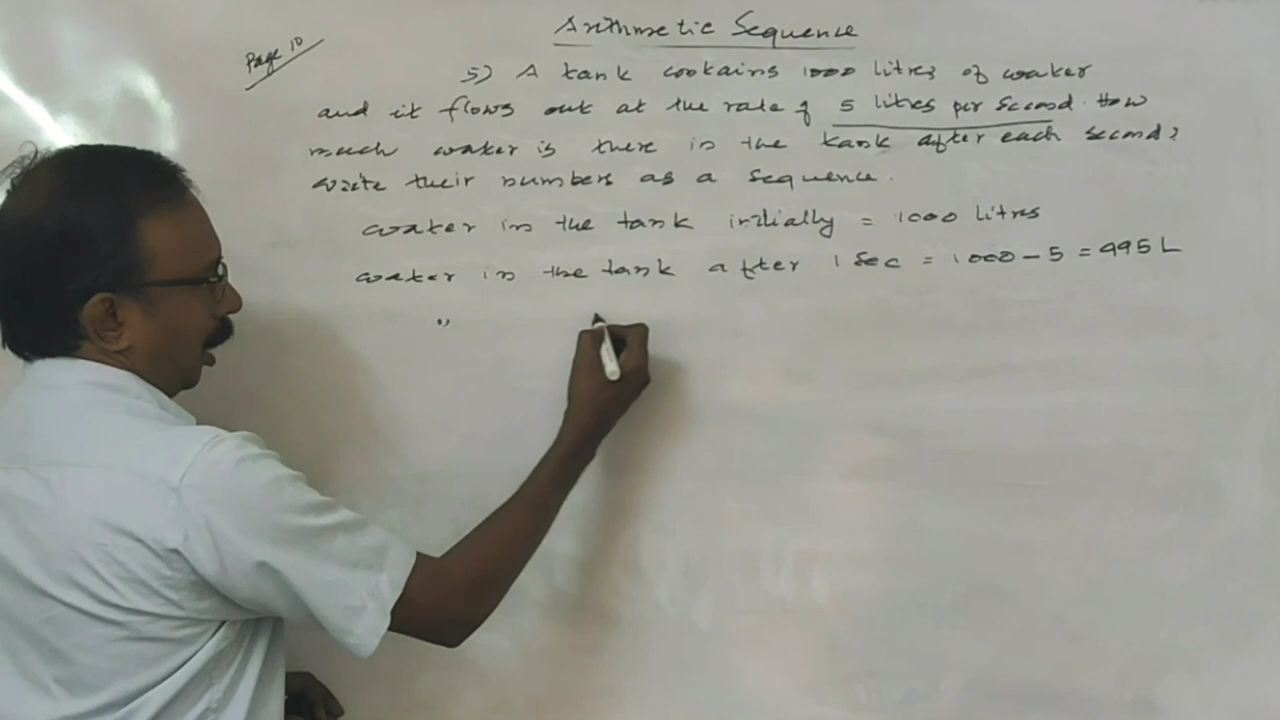 Arithmetic Sequence
Page 10
5) A tank contains 1000 litres of water
and it flows out at the rate of 5 litres per second. How
much water is there in the tank after each second?
write their numbers as a sequence.
water in the tank initially = 1000 Litres
water in the tank after 1 sec = 1000 - 5 = 995 L
"